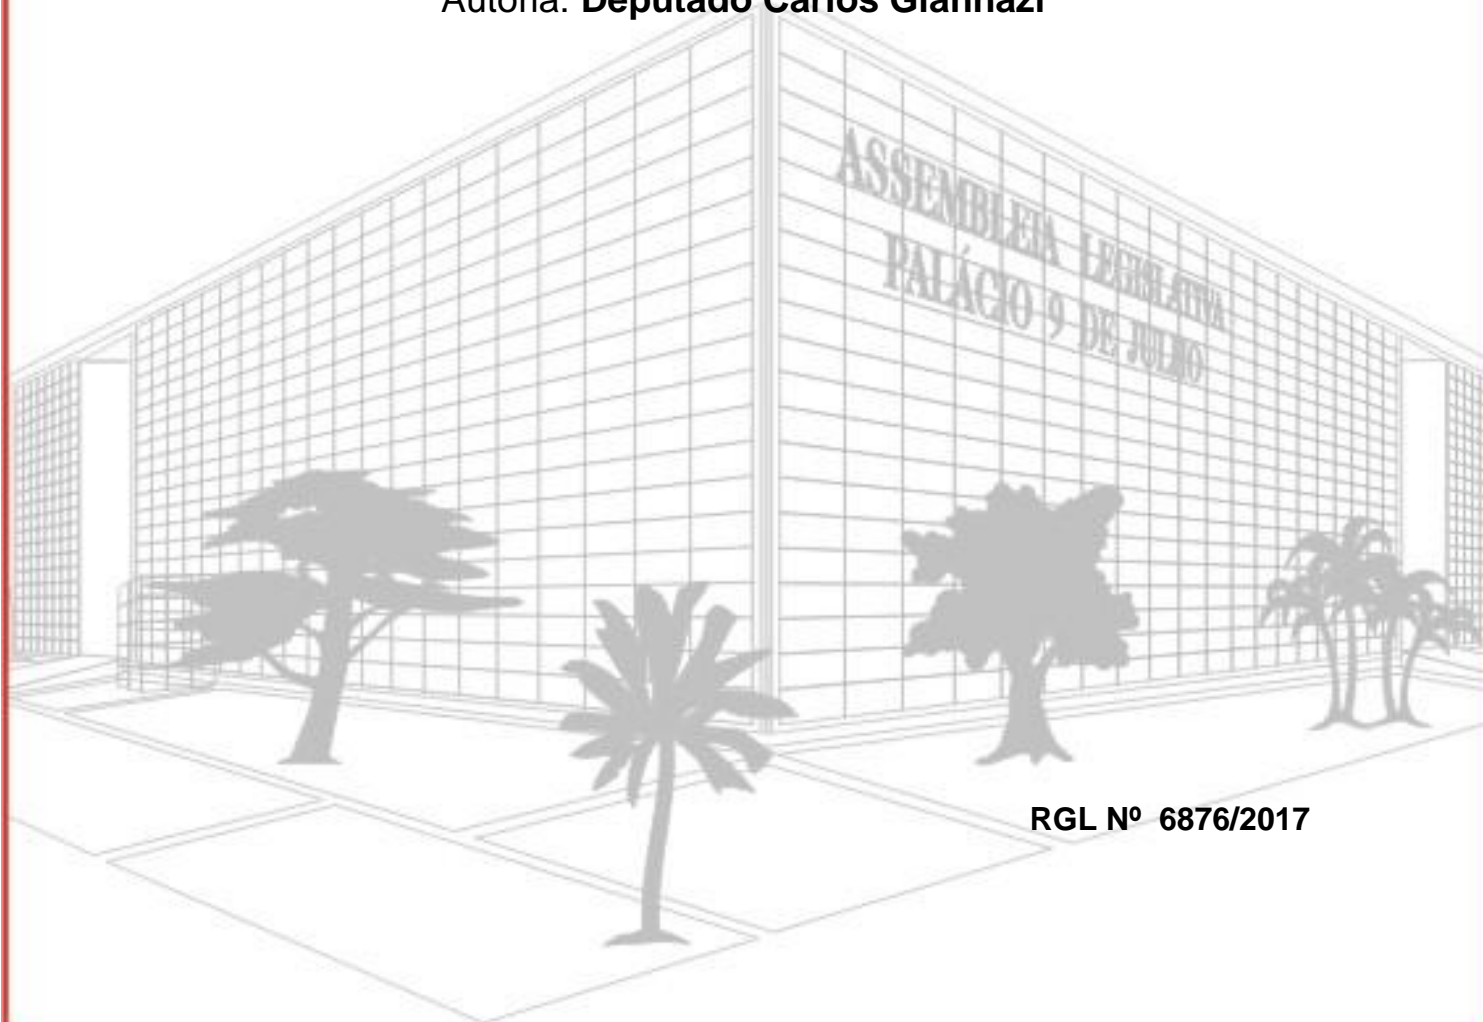 Autoria: Deputado Carlos Giannazi
ASSEMBLEIA LEGISLATIVA
PALÁCIO 9 DE JULHO
RGL Nº 6876/2017